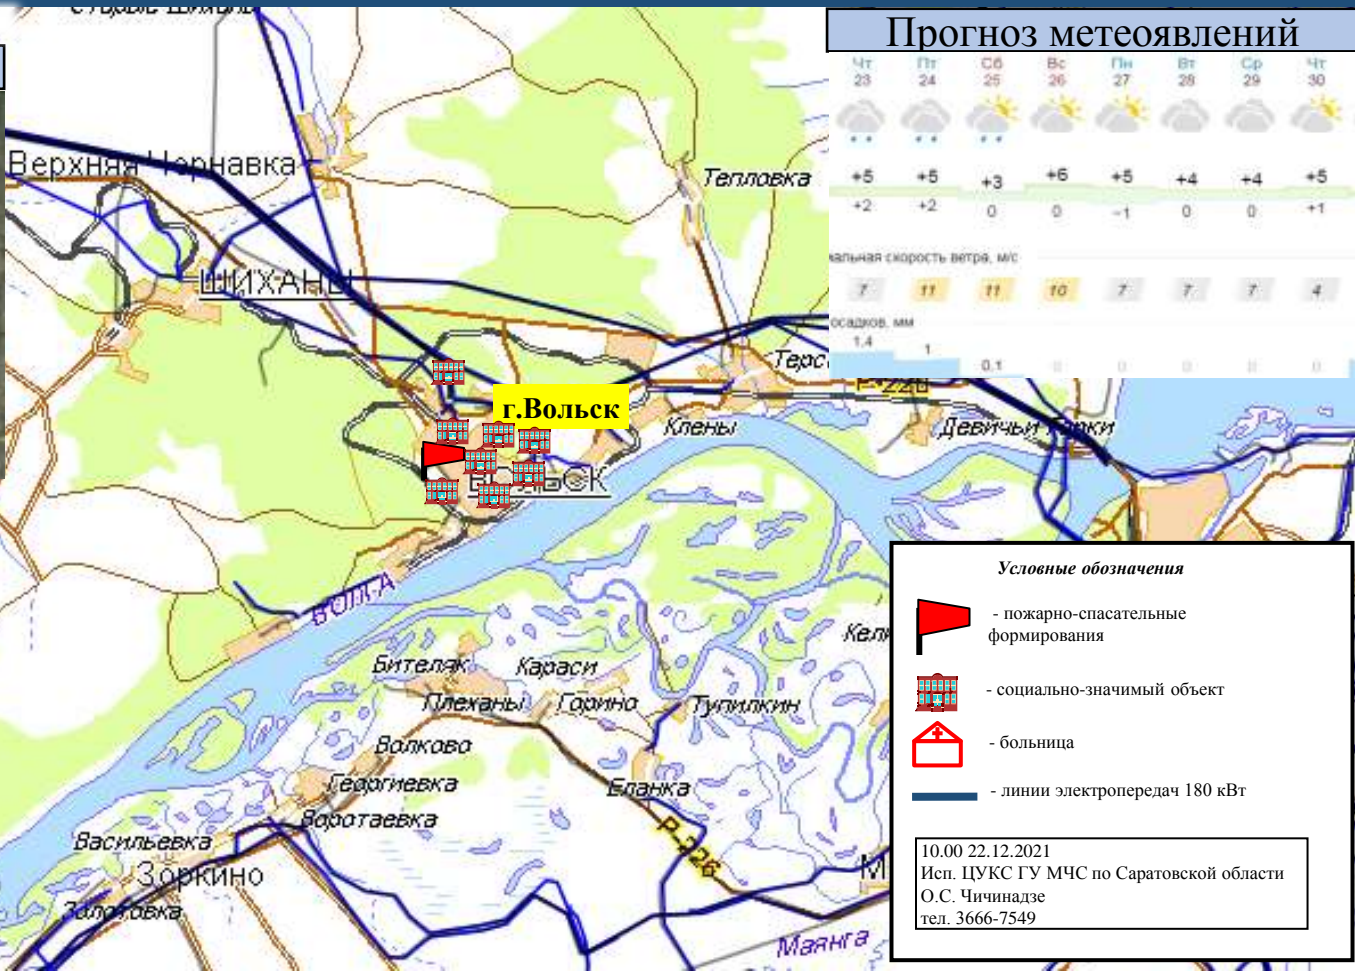 Старые Шиханы
Прогноз метеоявлений
Чт Пт Сб Вс Пн Вт Ср Чт
23 24 25 26 27 28 29 30
+5 +5 +3 +6 +5 +4 +4 +5
+2 +2 0 0 -1 0 0 +1
мальная скорость ветра, м/с
7 11 11 10 7 7 7 4
осадков, мм
1,4 1 0,1 0 0 0 0 0
Верхняя Чернавка
Тепловка
ШИХАНЫ
Терс
Р-228
г.Вольск
Клены
Девичьи Горки
ВОЛЬСК
ВОЛГА
Бителяк
Караси
Плеханы
Горино
Тупилкин
Волково
Георгиевка
Еланка
Воротаевка
Васильевка
Р-226
Зоркино
Золотовка
Маянга
Условные обозначения
- пожарно-спасательные
формирования
- социально-значимый объект
- больница
- линии электропередач 180 кВт
10.00 22.12.2021
Исп. ЦУКС ГУ МЧС по Саратовской области
О.С. Чичинадзе
тел. 3666-7549